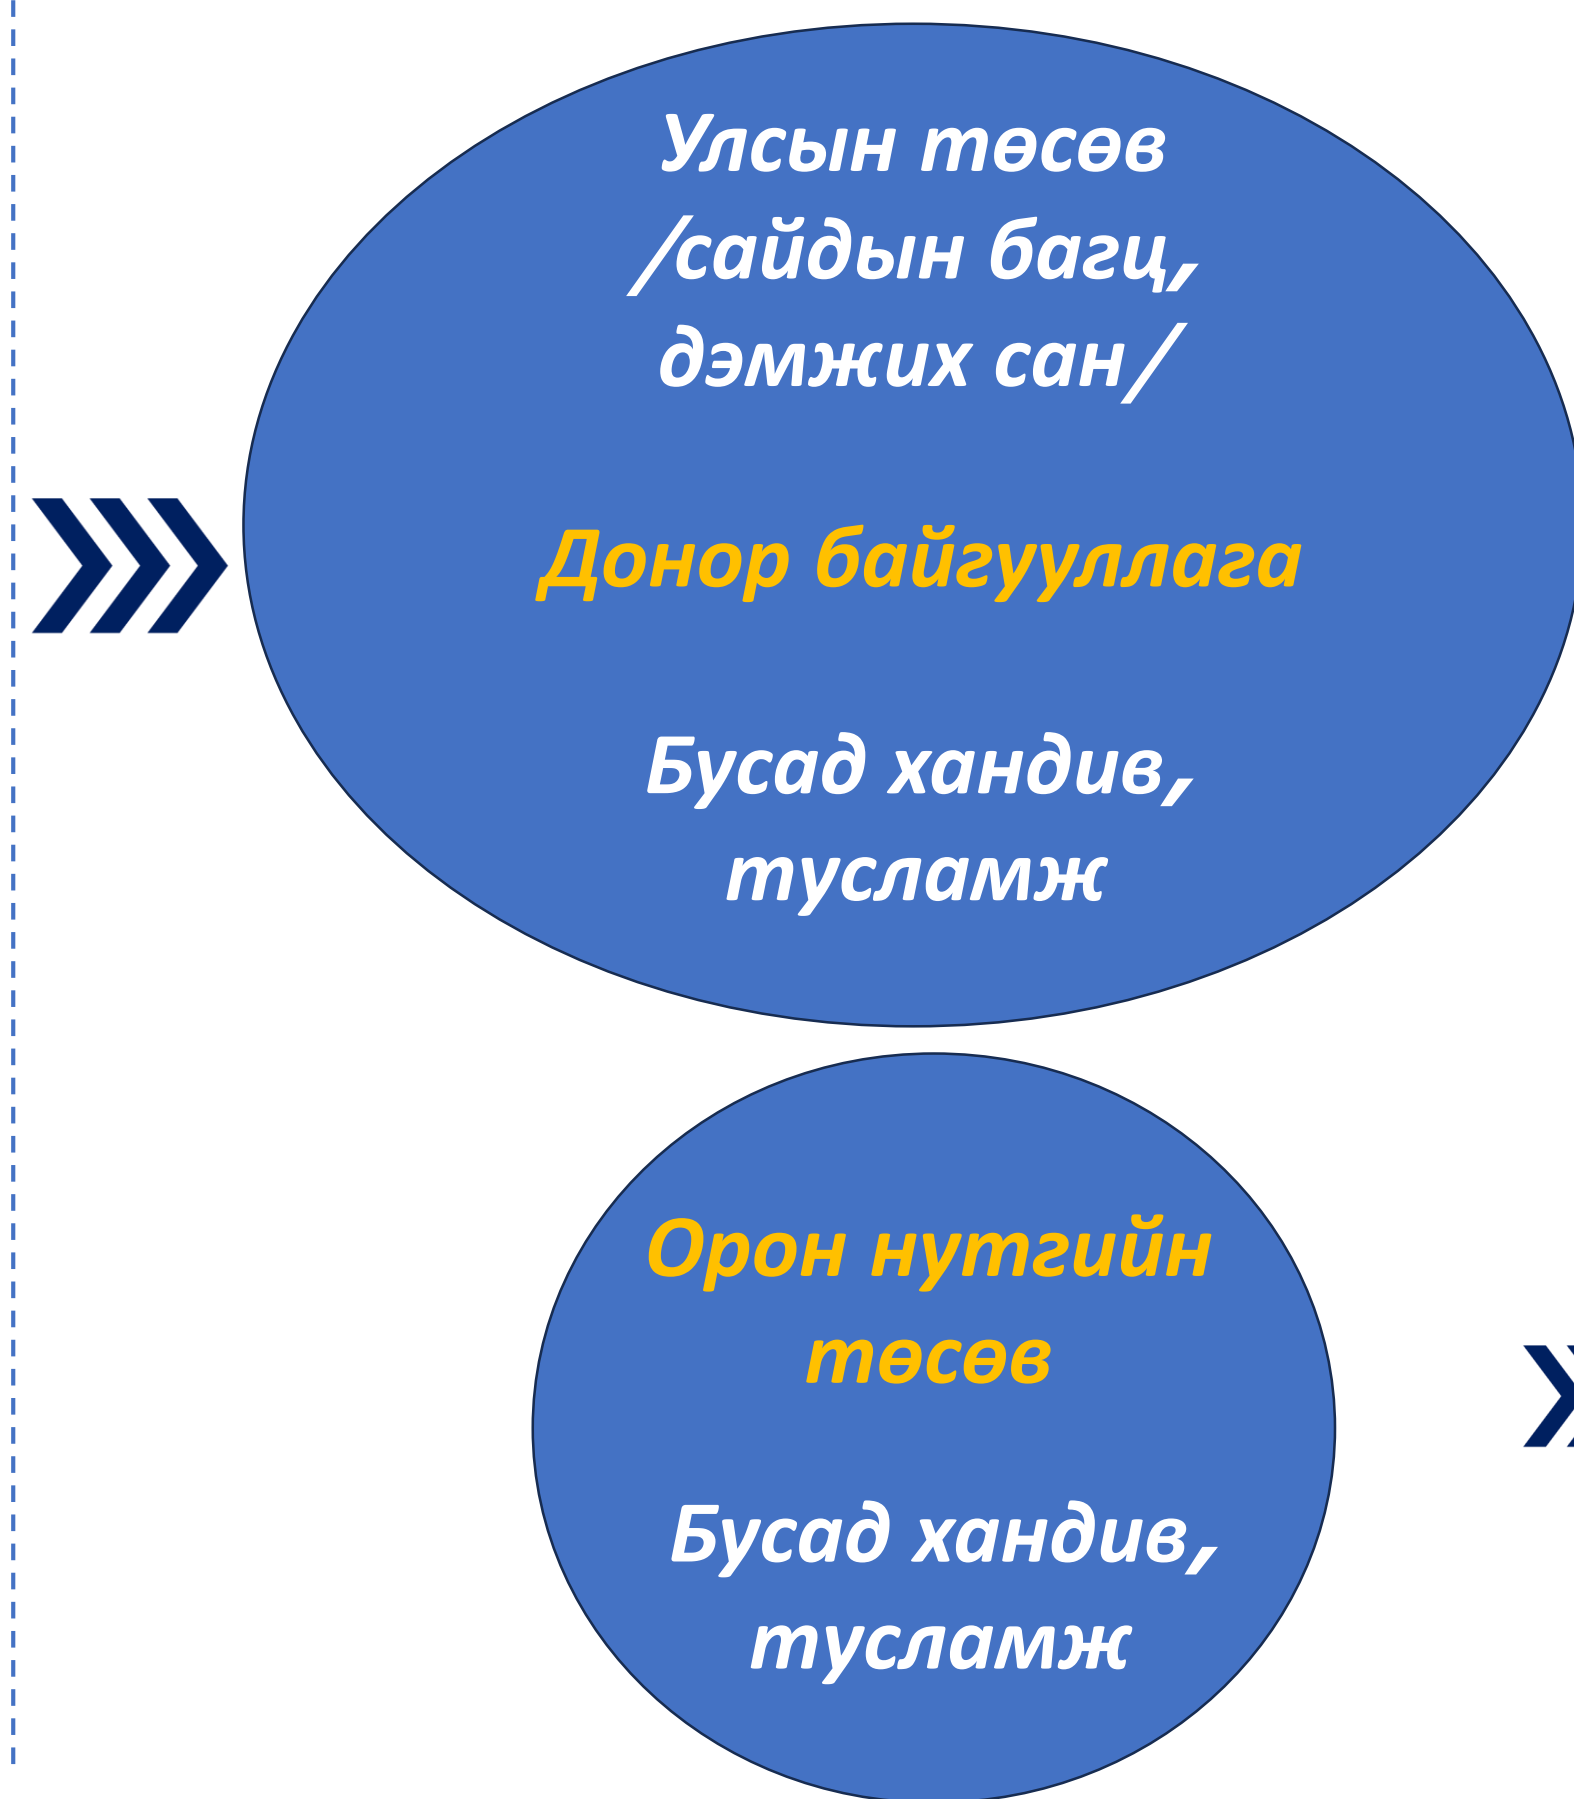 Улсын төсөв
/сайдын багц,
дэмжих сан/
Донор байгууллага
Бусад хандив,
тусламж
Орон нутгийн
төсөв
Бусад хандив,
тусламж